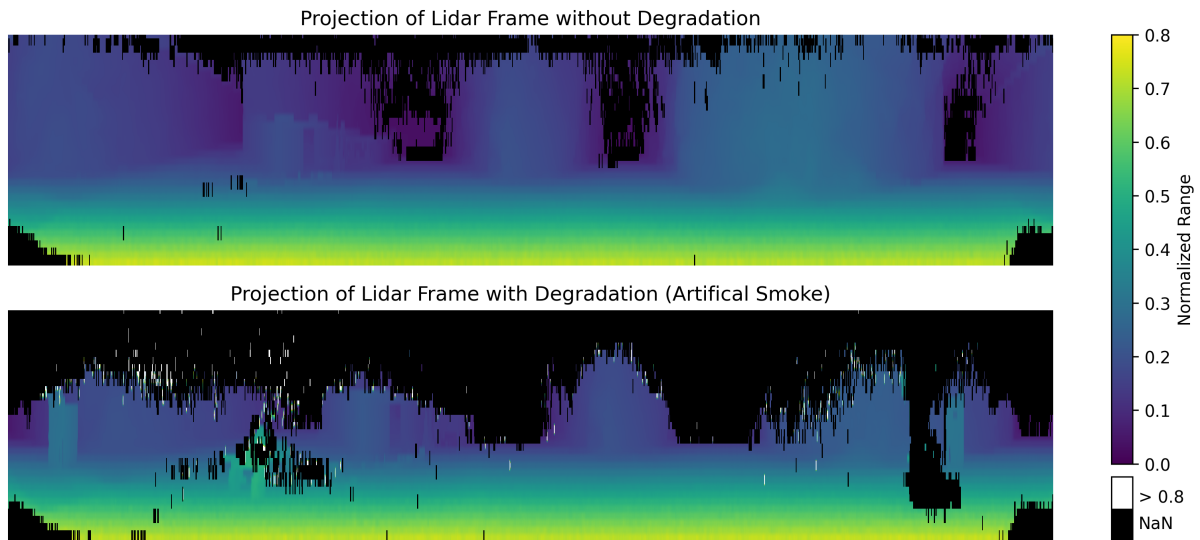 Projection of Lidar Frame without Degradation
Projection of Lidar Frame with Degradation (Artifical Smoke)
0.8
0.7
0.6
0.5
0.4
0.3
0.2
0.1
0.0
Normalized Range
> 0.8
NaN